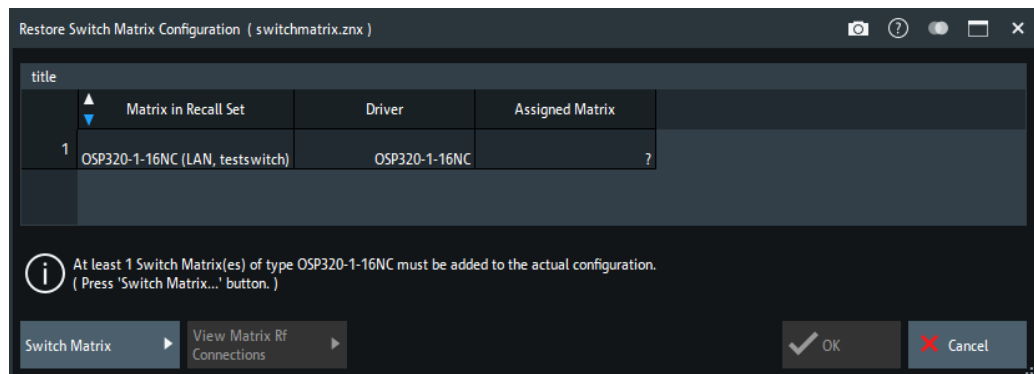 Restore Switch Matrix Configuration ( switchmatrix.znx )
title
Matrix in Recall Set Driver Assigned Matrix
1 OSP320-1-16NC (LAN, testswitch) OSP320-1-16NC ?
At least 1 Switch Matrix(es) of type OSP320-1-16NC must be added to the actual configuration.
( Press 'Switch Matrix...' button. )
Switch Matrix
View Matrix Rf
Connections
OK
Cancel